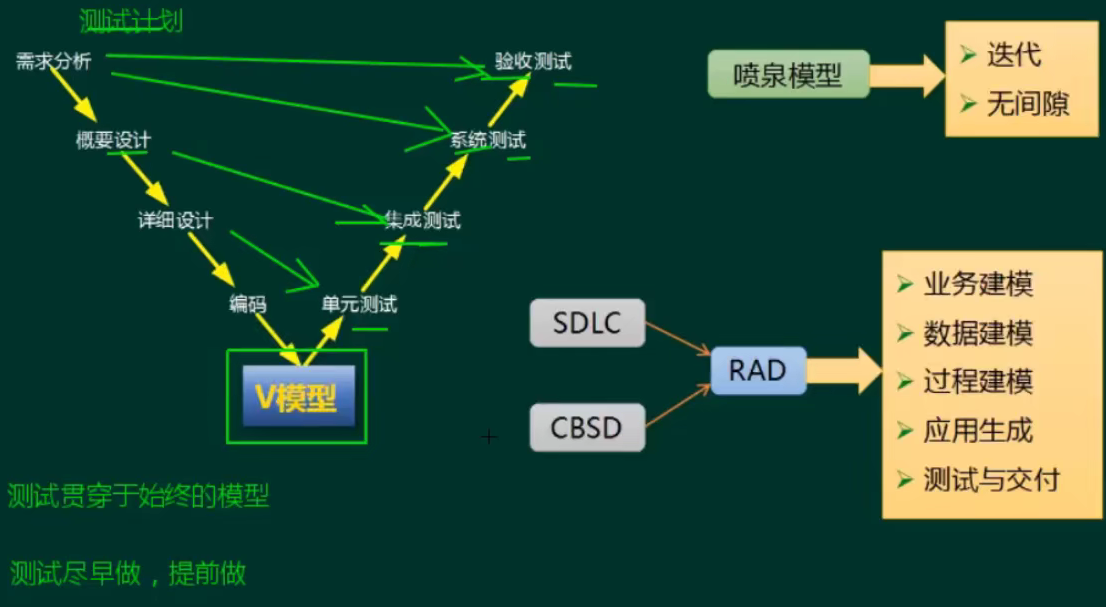 测试计划
需求分析
验收测试
概要设计
系统测试
详细设计
集成测试
编码
单元测试
V模型
测试贯穿于始终的模型
测试尽早做，提前做
喷泉模型
迭代
无间隙
SDLC
CBSD
RAD
业务建模
数据建模
过程建模
应用生成
测试与交付